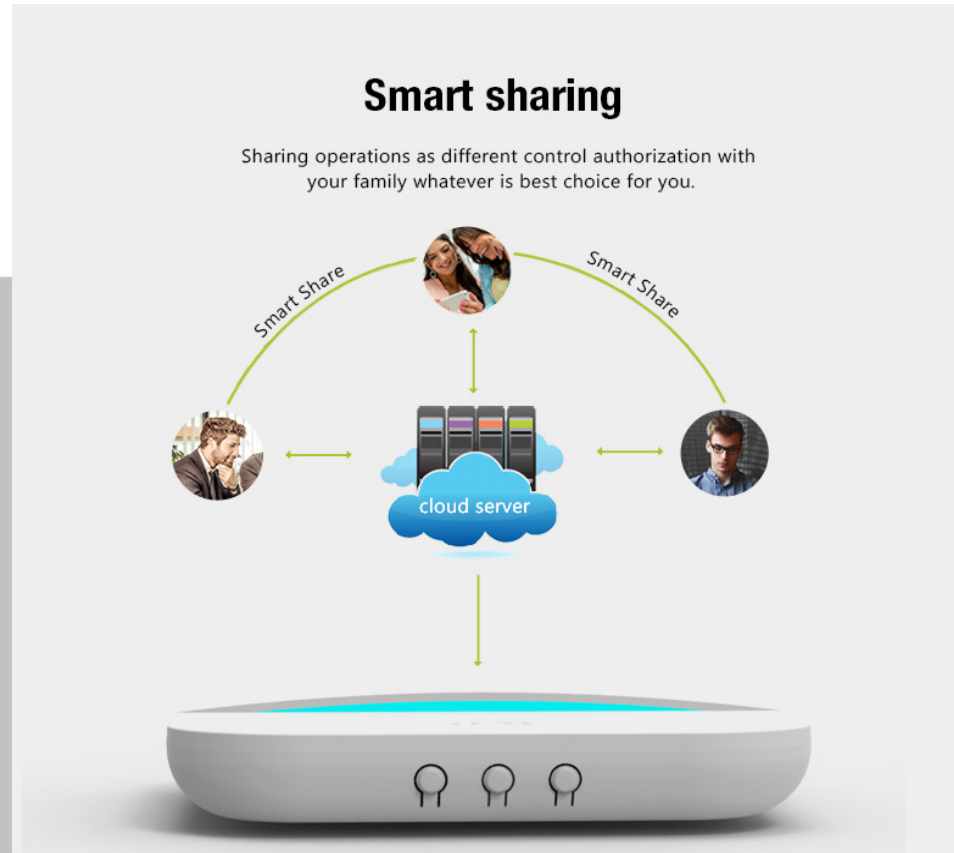 Smart sharing
Sharing operations as different control authorization with
your family whatever is best choice for you.
Smart Share
Smart Share
cloud server